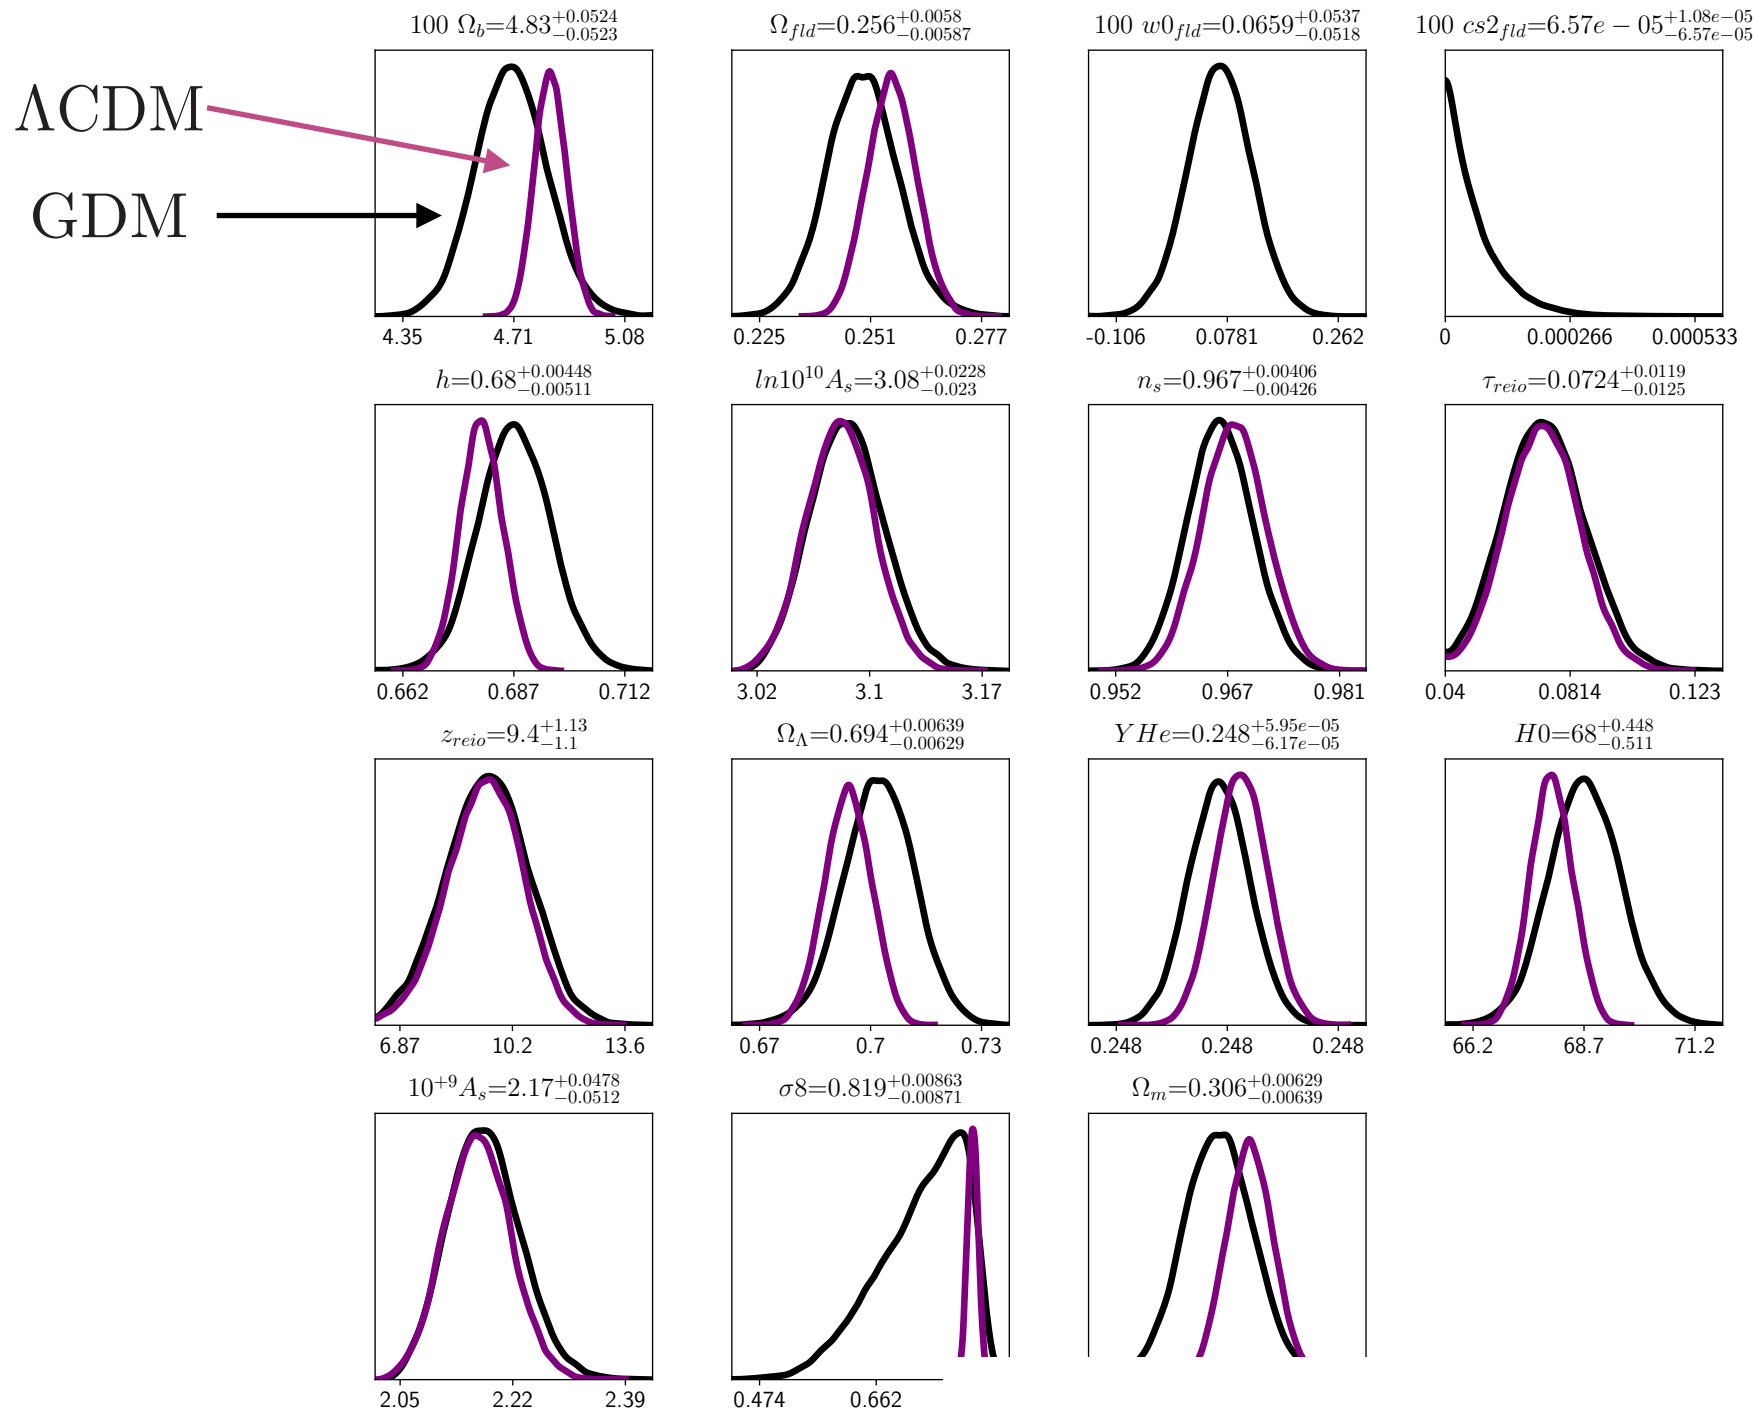 100 Ω_b=4.83^{+0.0524}_{-0.0523}
Ω_{fld}=0.256^{+0.0058}_{-0.00587}
100 w0_{fld}=0.0659^{+0.0537}_{-0.0518}
100 cs2_{fld}=6.57e − 05^{+1.08e−05}_{−6.57e−05}
ΛCDM
GDM
4.35 4.71 5.08
0.225 0.251 0.277
-0.106 0.0781 0.262
0 0.000266 0.000533
h=0.68^{+0.00448}_{-0.00511}
ln10^{10}A_s=3.08^{+0.0228}_{-0.023}
n_s=0.967^{+0.00406}_{-0.00426}
τ_{reio}=0.0724^{+0.0119}_{-0.0125}
0.662 0.687 0.712
3.02 3.1 3.17
0.952 0.967 0.981
0.04 0.0814 0.123
z_{reio}=9.4^{+1.13}_{-1.1}
Ω_Λ=0.694^{+0.00639}_{-0.00629}
YHe=0.248^{+5.95e−05}_{−6.17e−05}
H0=68^{+0.448}_{-0.511}
6.87 10.2 13.6
0.67 0.7 0.73
0.248 0.248 0.248
66.2 68.7 71.2
10^{+9}A_s=2.17^{+0.0478}_{-0.0512}
σ8=0.819^{+0.00863}_{-0.00871}
Ω_m=0.306^{+0.00629}_{-0.00639}
2.05 2.22 2.39
0.474 0.662